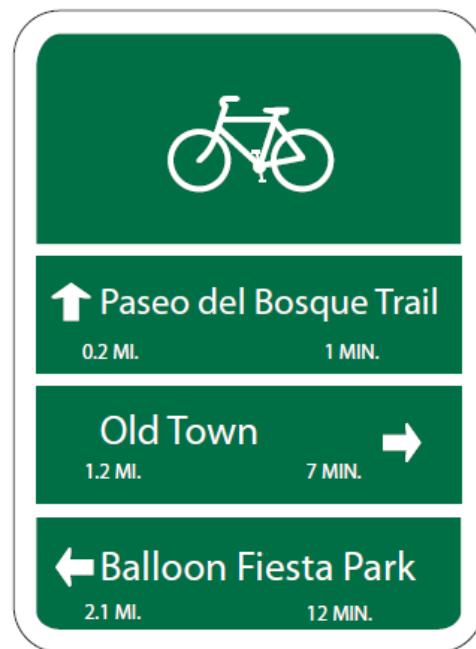 Paseo del Bosque Trail
0.2 MI. 1 MIN.
Old Town
1.2 MI. 7 MIN.
Balloon Fiesta Park
2.1 MI. 12 MIN.